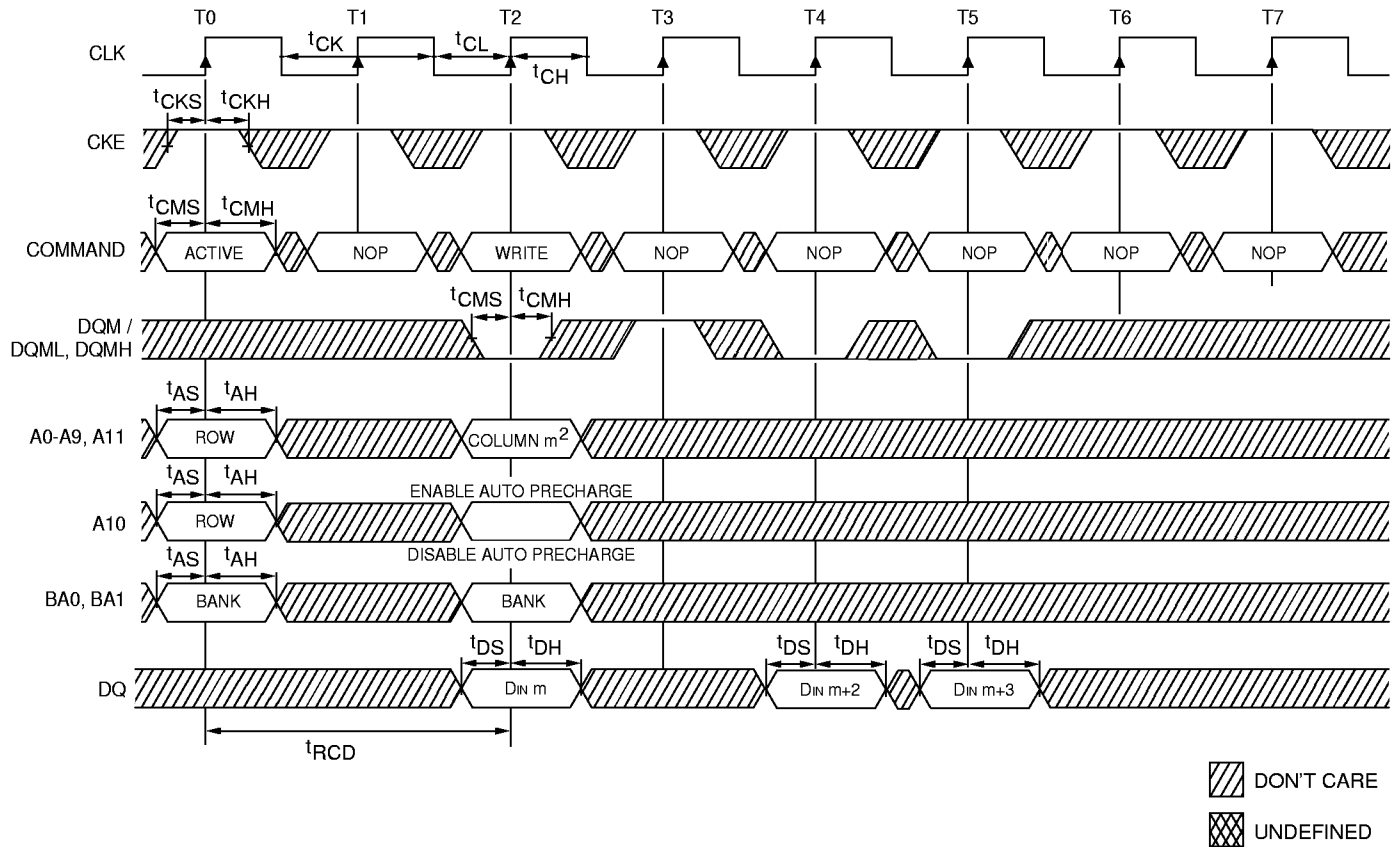 T0 T1 T2 T3 T4 T5 T6 T7
CLK tCK tCL tCH
tCKS tCKH
CKE
tCMS tCMH
COMMAND ACTIVE NOP WRITE NOP NOP NOP NOP NOP
tCMS tCMH
DQM /
DQML, DQMH
tAS tAH
A0-A9, A11 ROW COLUMN m2
tAS tAH ENABLE AUTO PRECHARGE
A10 ROW
tAS tAH DISABLE AUTO PRECHARGE
BA0, BA1 BANK BANK
tDS tDH tDS tDH tDS tDH
DQ DIN m DIN m+2 DIN m+3
tRCD
DON'T CARE
UNDEFINED